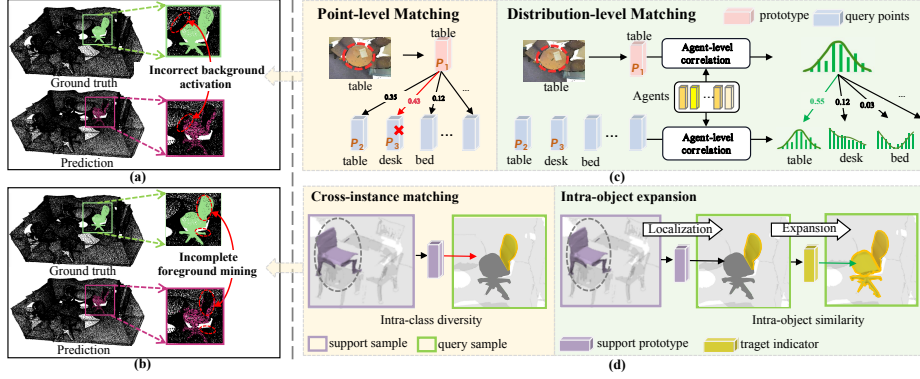 Ground truth
Incorrect background
activation
Prediction
(a)
Ground truth
Incomplete
foreground mining
Prediction
(b)
Point-level Matching
table
table
P1
0.35
0.43
0.12
...
P2
P3
...
table
desk
bed
Distribution-level Matching
prototype
query points
table
table
P1
Agent-level
correlation
Agents
...
P2
P3
...
table
desk
bed
Agent-level
correlation
0.55
0.12
0.03
...
table
desk
bed
(c)
Cross-instance matching
Intra-class diversity
Intra-object expansion
Localization
Expansion
Intra-object similarity
support sample
query sample
support prototype
traget indicator
(d)